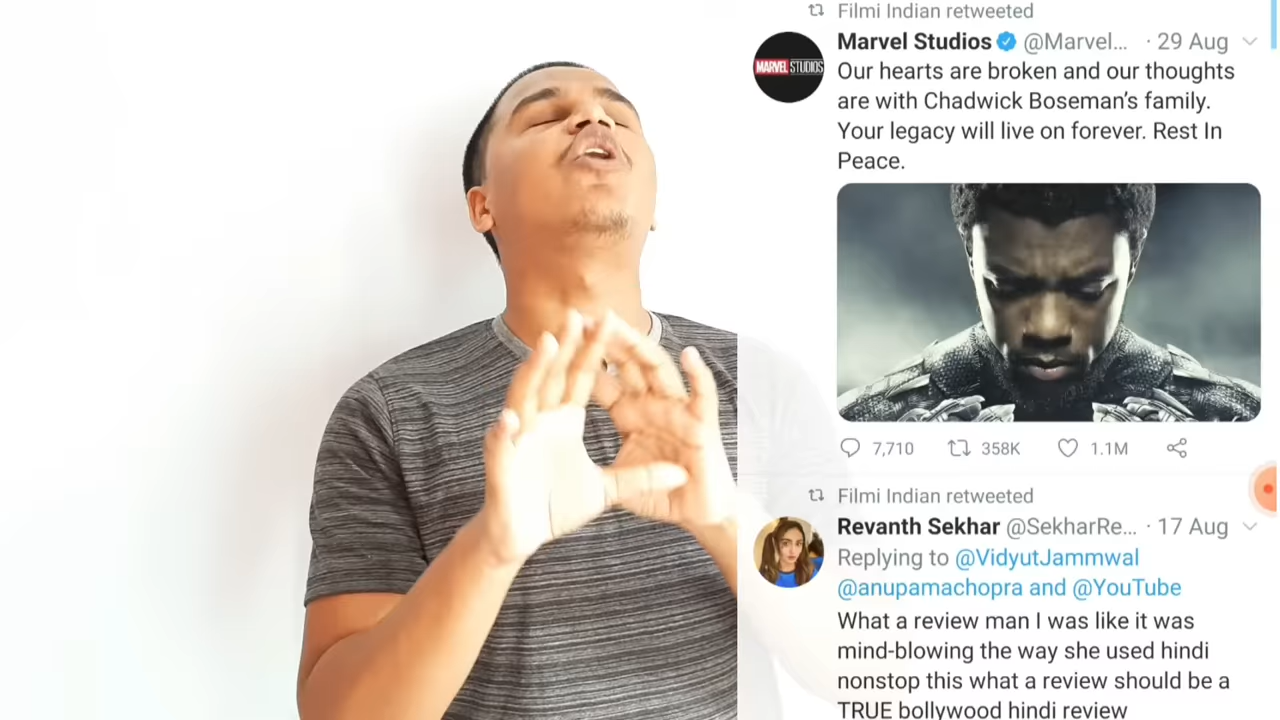 Filmi Indian retweeted
Marvel Studios @Marvel... · 29 Aug
MARVEL STUDIOS
Our hearts are broken and our thoughts
are with Chadwick Boseman’s family.
Your legacy will live on forever. Rest In
Peace.
7,710 358K 1.1M
Filmi Indian retweeted
Revanth Sekhar @SekharRe... · 17 Aug
Replying to @VidyutJammwal
@anupamachopra and @YouTube
What a review man I was like it was
mind-blowing the way she used hindi
nonstop this what a review should be a
TRUE bollywood hindi review